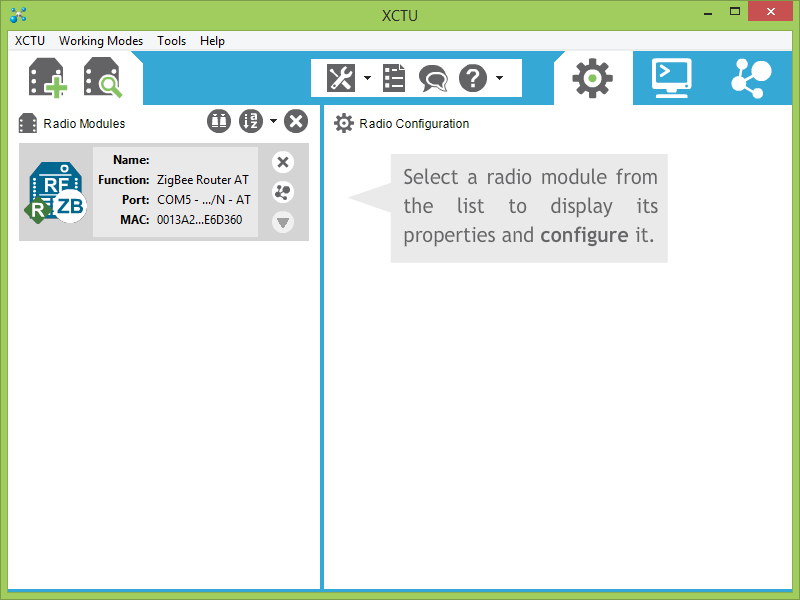 XCTU
XCTU Working Modes Tools Help
Radio Modules
Radio Configuration
RF
R
ZB
Name:
Function: ZigBee Router AT
Port: COM5 - .../N - AT
MAC: 0013A2...E6D360
Select a radio module from
the list to display its
properties and configure it.